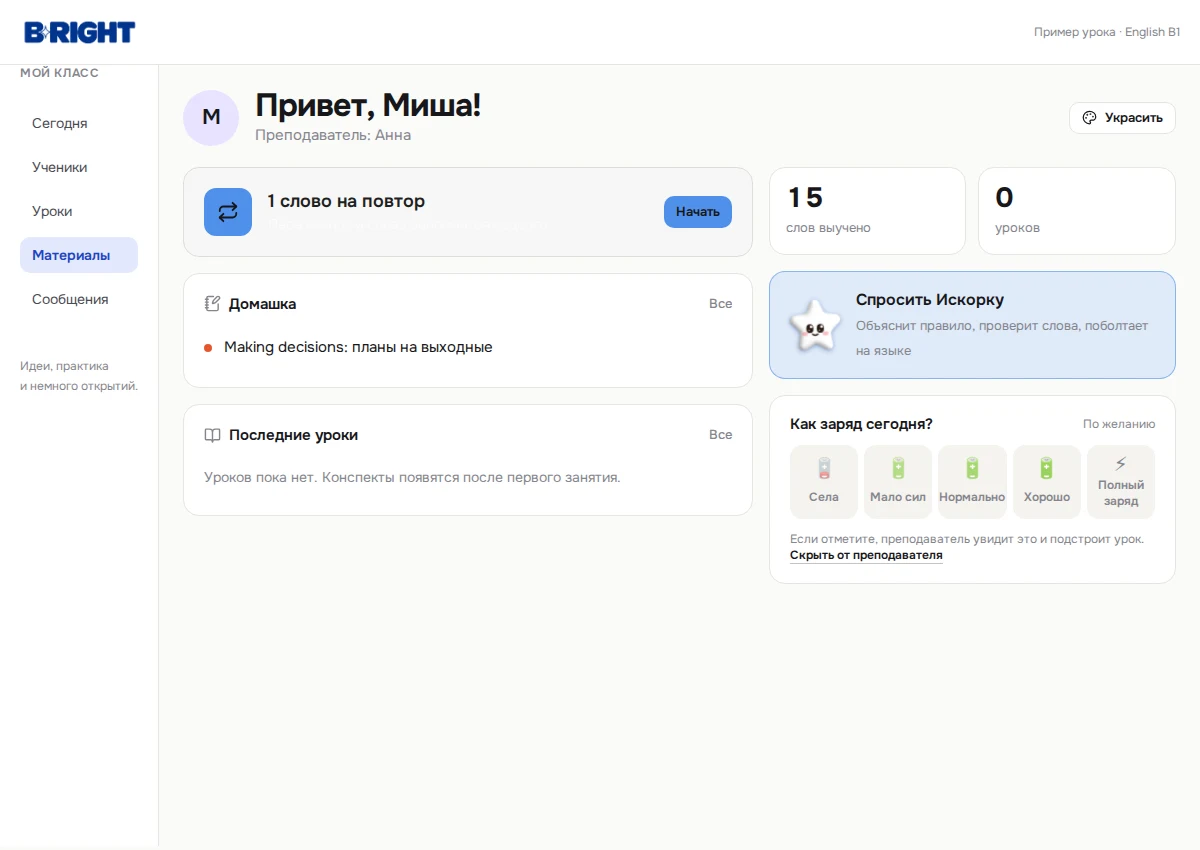 B RIGHT
Пример урока · English B1
МОЙ КЛАСС
Сегодня
Ученики
Уроки
Материалы
Сообщения
Идеи, практика
и немного открытий.
М
Привет, Миша!
Преподаватель: Анна
Украсить
1 слово на повтор
Начать
15
слов выучено
0
уроков
Домашка
Все
Making decisions: планы на выходные
Спросить Искорку
Объяснит правило, проверит слова, поболтает
на языке
Последние уроки
Все
Уроков пока нет. Конспекты появятся после первого занятия.
Как заряд сегодня?
По желанию
Села
Мало сил
Нормально
Хорошо
Полный
заряд
Если отметите, преподаватель увидит это и подстроит урок.
Скрыть от преподавателя